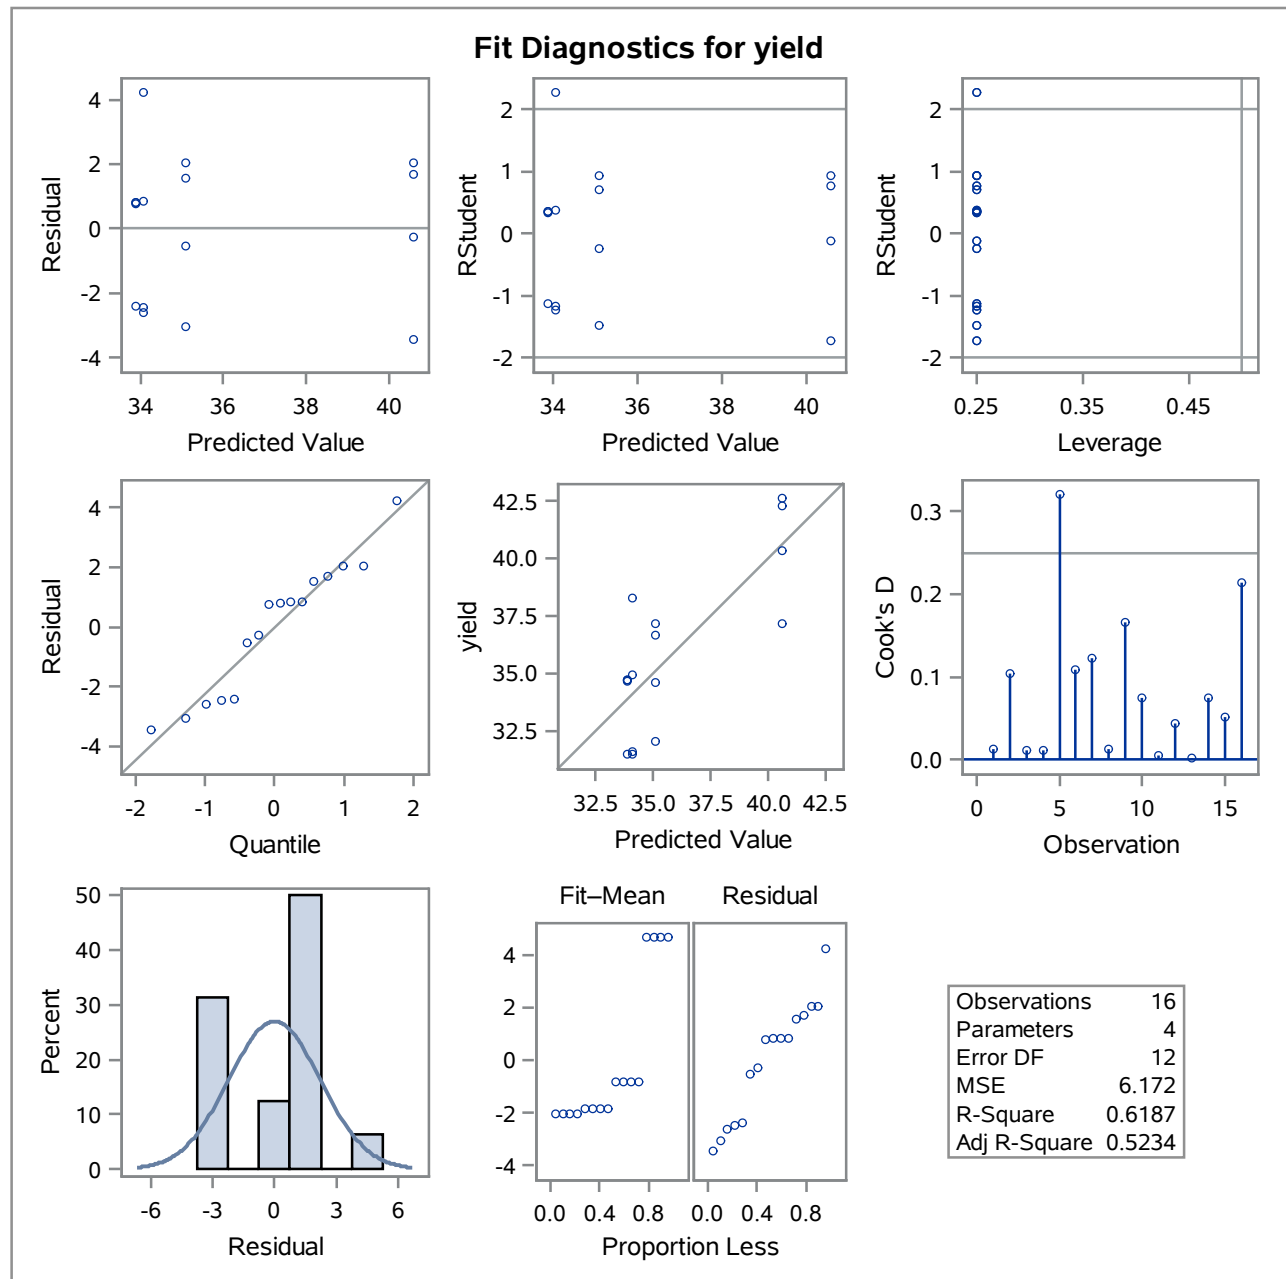 Fit Diagnostics for yield
4
2
0
-2
-4
Residual
34 36 38 40
Predicted Value
2
1
0
-1
-2
RStudent
34 36 38 40
Predicted Value
2
1
0
-1
-2
RStudent
0.25 0.35 0.45
Leverage
4
2
0
-2
-4
Residual
-2 -1 0 1 2
Quantile
42.5
40.0
37.5
35.0
32.5
yield
32.5 35.0 37.5 40.0 42.5
Predicted Value
0.3
0.2
0.1
0.0
Cook's D
0 5 10 15
Observation
50
40
30
20
10
0
Percent
-6 -3 0 3 6
Residual
Fit–Mean Residual
4
2
0
-2
-4
0.0 0.4 0.8 0.0 0.4 0.8
Proportion Less
Observations 16
Parameters 4
Error DF 12
MSE 6.172
R-Square 0.6187
Adj R-Square 0.5234